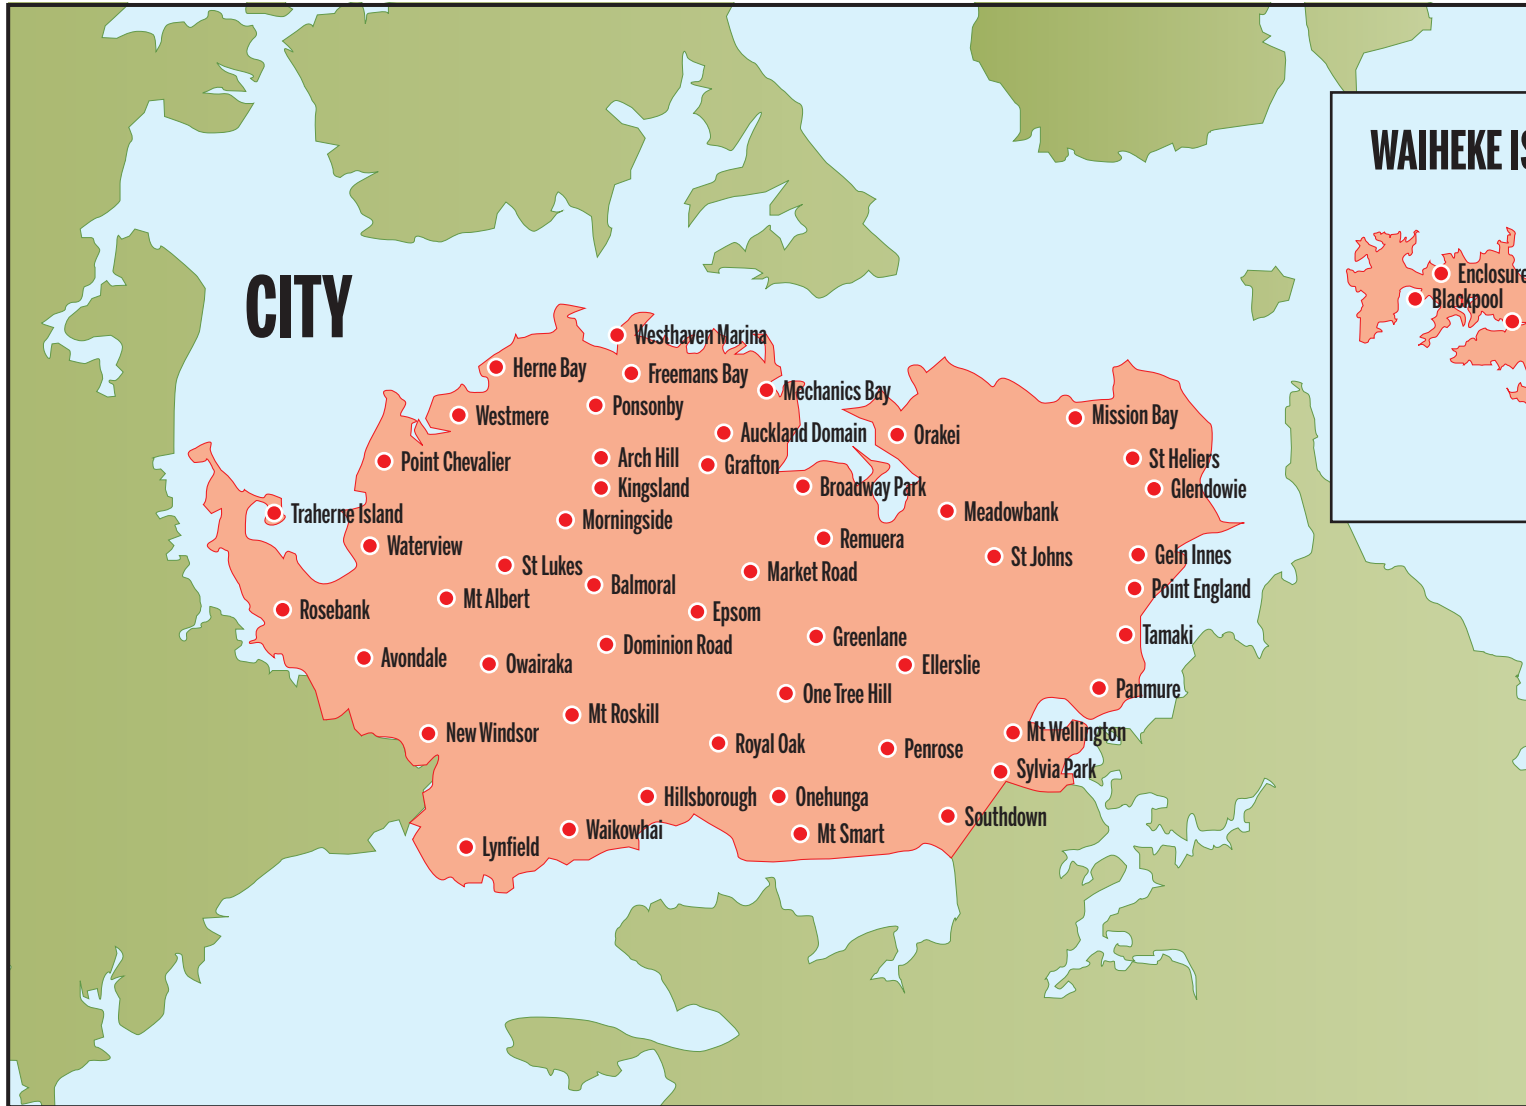 WAIHEKE IS
CITY
Enclosure
Blackpool
Westhaven Marina
Herne Bay
Freemans Bay
Mechanics Bay
Ponsonby
Westmere
Mission Bay
Auckland Domain
Orakei
Point Chevalier
Arch Hill
Grafton
St Heliers
Kingsland
Broadway Park
Glendowie
Traherne Island
Morningside
Meadowbank
Waterview
Remuera
St Lukes
Market Road
St Johns
Geln Innes
Mt Albert
Balmoral
Point England
Rosebank
Epsom
Dominion Road
Greenlane
Tamaki
Avondale
Owairaka
Ellerslie
One Tree Hill
Panmure
Mt Roskill
New Windsor
Royal Oak
Penrose
Mt Wellington
Sylvia Park
Hillsborough
Onehunga
Southdown
Waikowhai
Mt Smart
Lynfield